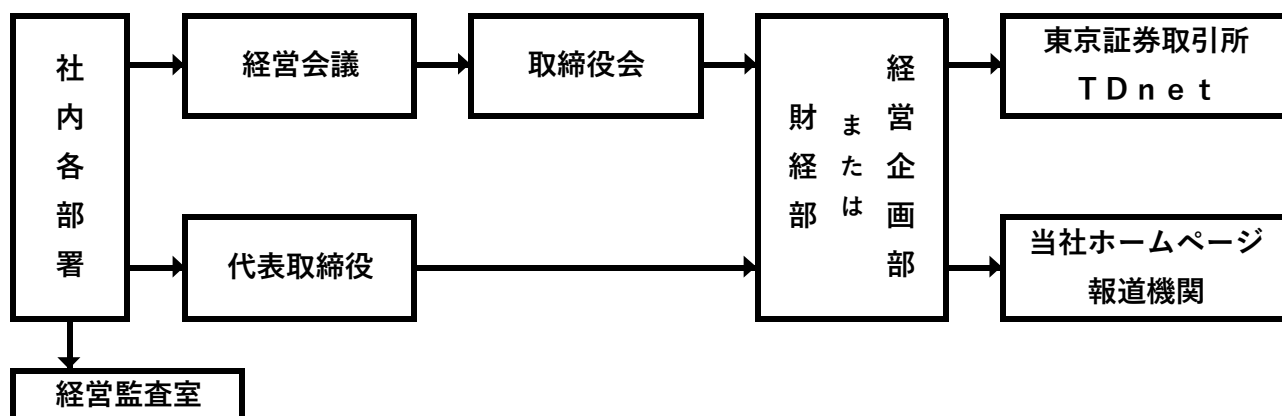 社内各部署
経営会議
取締役会
経営企画部
または
財経部
東京証券取引所
ＴＤｎｅｔ
代表取締役
当社ホームページ
報道機関
経営監査室